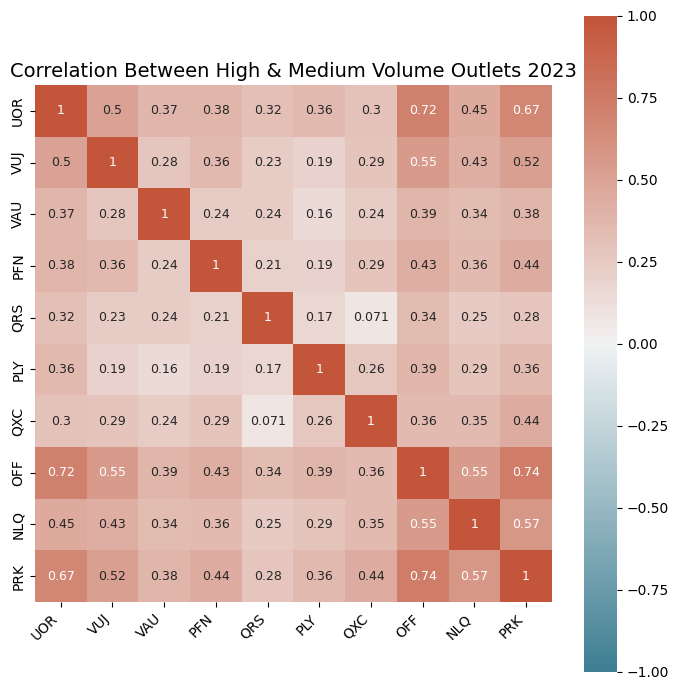 Correlation Between High & Medium Volume Outlets 2023
UOR 1 0.5 0.37 0.38 0.32 0.36 0.3 0.72 0.45 0.67
VUJ 0.5 1 0.28 0.36 0.23 0.19 0.29 0.55 0.43 0.52
VAU 0.37 0.28 1 0.24 0.24 0.16 0.24 0.39 0.34 0.38
PFN 0.38 0.36 0.24 1 0.21 0.19 0.29 0.43 0.36 0.44
QRS 0.32 0.23 0.24 0.21 1 0.17 0.071 0.34 0.25 0.28
PLY 0.36 0.19 0.16 0.19 0.17 1 0.26 0.39 0.29 0.36
QXC 0.3 0.29 0.24 0.29 0.071 0.26 1 0.36 0.35 0.44
OFF 0.72 0.55 0.39 0.43 0.34 0.39 0.36 1 0.55 0.74
NLQ 0.45 0.43 0.34 0.36 0.25 0.29 0.35 0.55 1 0.57
PRK 0.67 0.52 0.38 0.44 0.28 0.36 0.44 0.74 0.57 1
UOR VUJ VAU PFN QRS PLY QXC OFF NLQ PRK
1.00
0.75
0.50
0.25
0.00
−0.25
−0.50
−0.75
−1.00